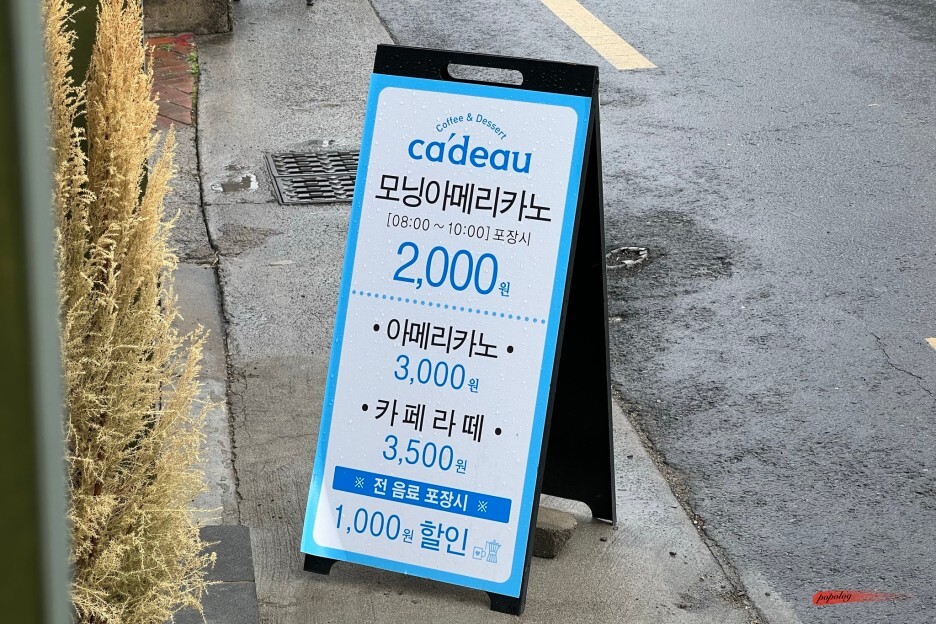 Coffee & Dessert
cadeau
모닝아메리카노
[08:00 ~ 10:00] 포장시
2,000원
• 아메리카노 •
3,000원
• 카페라떼 •
3,500원
※ 전 음료 포장시 ※
1,000원 할인
popolog